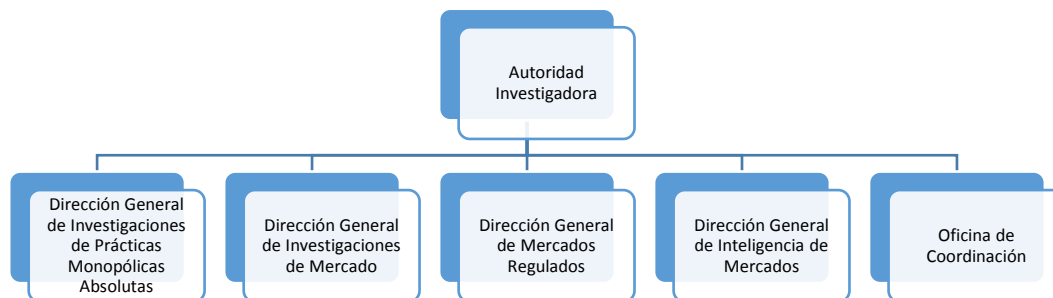 Autoridad
Investigadora
Dirección General
de Investigaciones
de Prácticas
Monopólicas
Absolutas
Dirección General
de Investigaciones
de Mercado
Dirección General
de Mercados
Regulados
Dirección General
de Inteligencia de
Mercados
Oficina de
Coordinación